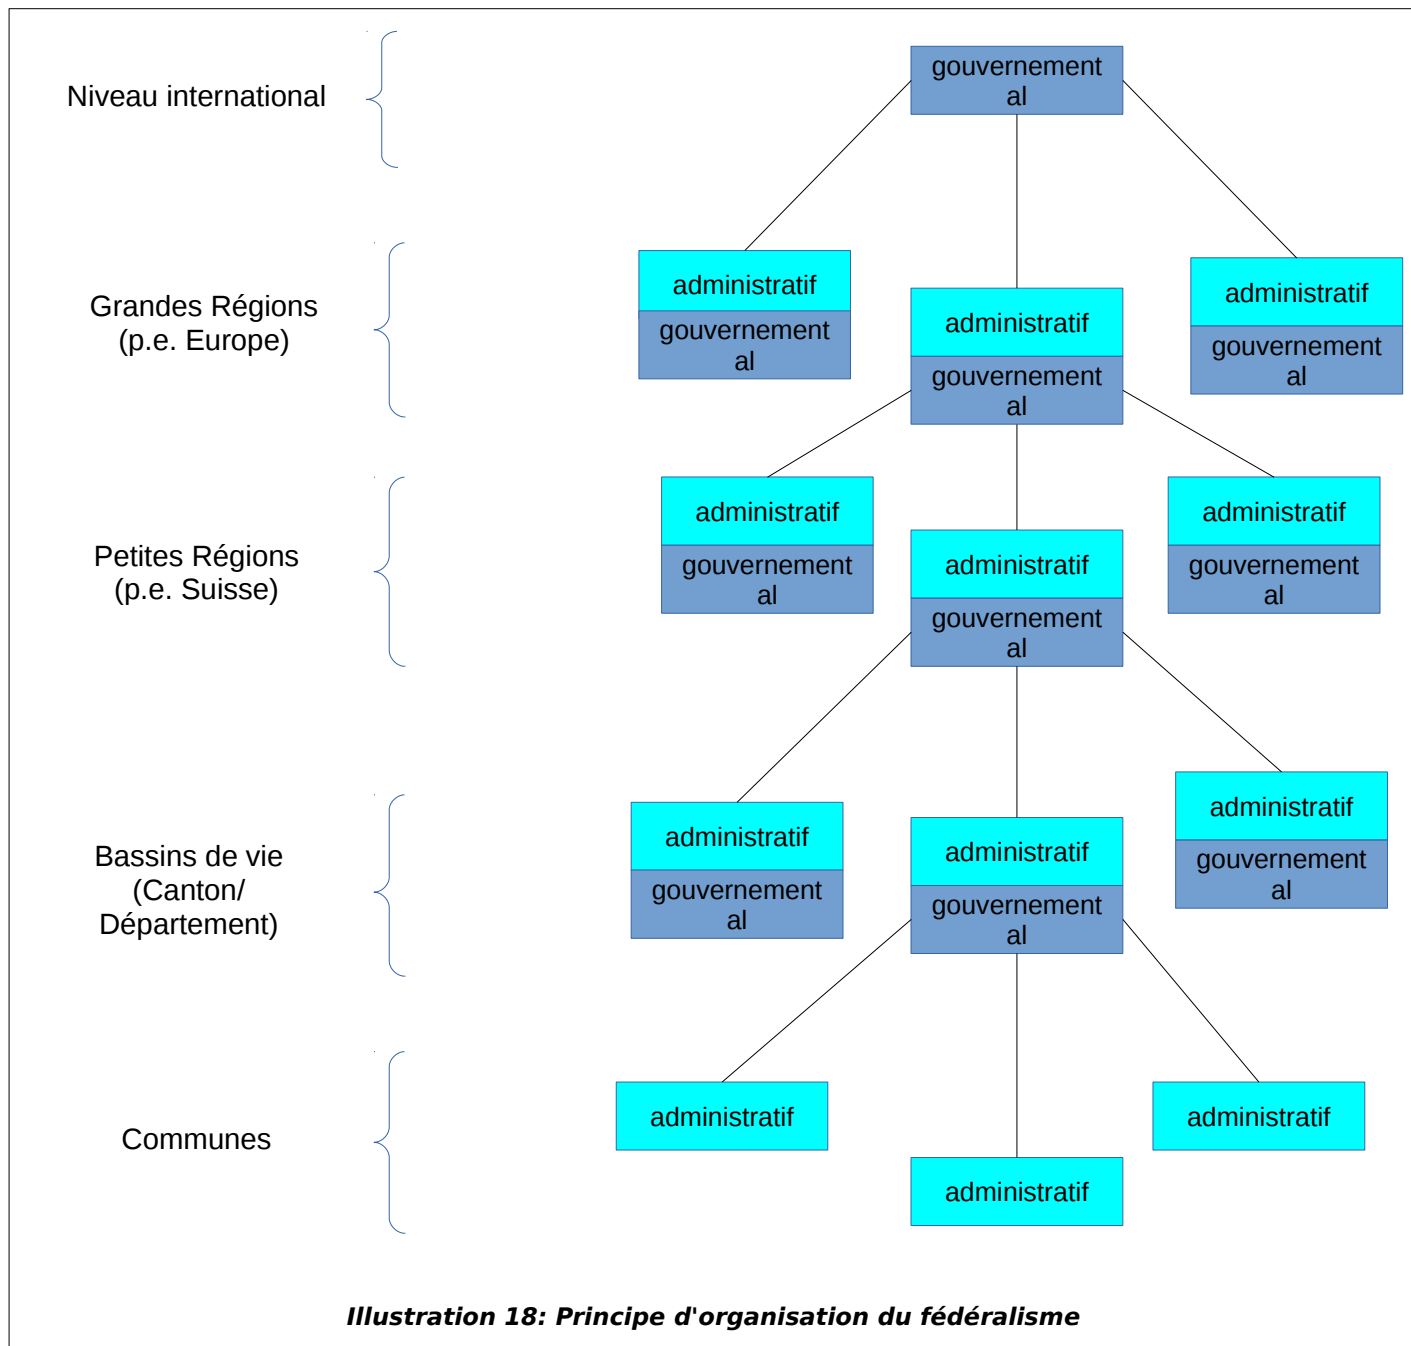 Niveau international
gouvernement
al
Grandes Régions
(p.e. Europe)
administratif
gouvernement
al
administratif
gouvernement
al
administratif
gouvernement
al
Petites Régions
(p.e. Suisse)
administratif
gouvernement
al
administratif
gouvernement
al
administratif
gouvernement
al
Bassins de vie
(Canton/
Département)
administratif
gouvernement
al
administratif
gouvernement
al
administratif
gouvernement
al
Communes
administratif
administratif
administratif
Illustration 18: Principe d'organisation du fédéralisme